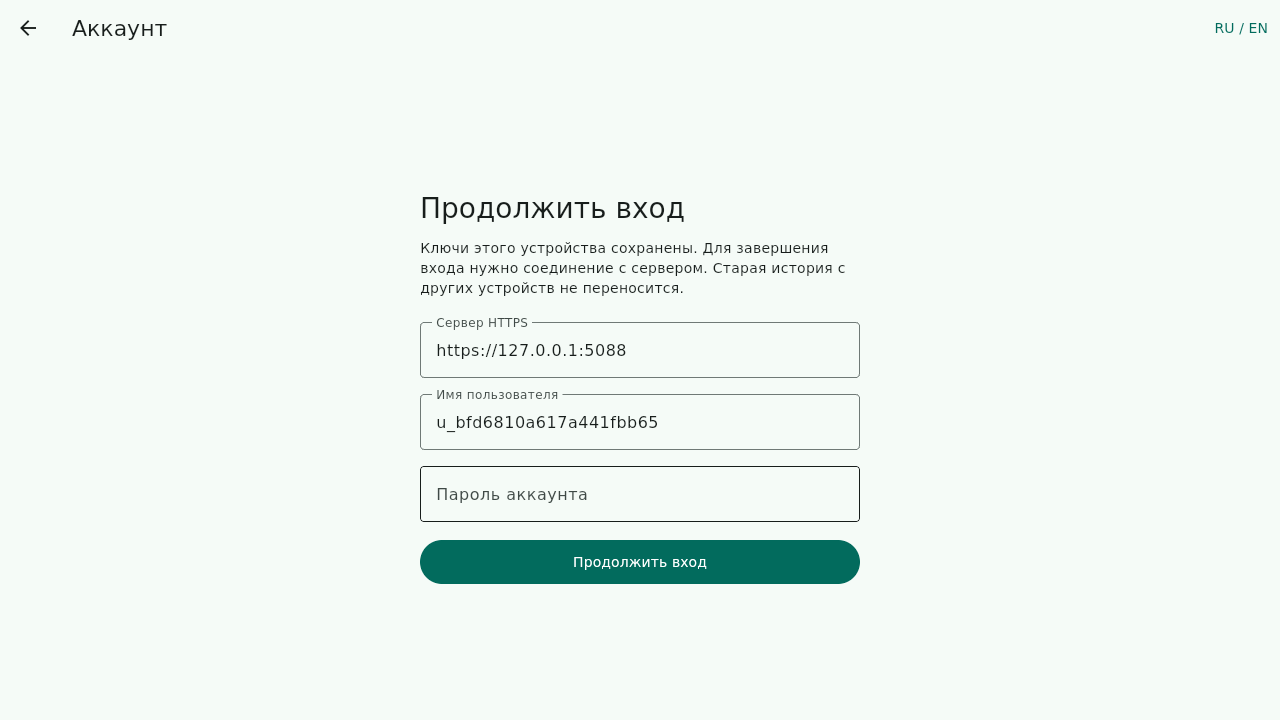 Аккаунт
RU / EN
Продолжить вход
Ключи этого устройства сохранены. Для завершения
входа нужно соединение с сервером. Старая история с
других устройств не переносится.
Сервер HTTPS
https://127.0.0.1:5088
Имя пользователя
u_bfd6810a617a441fbb65
Пароль аккаунта
Продолжить вход